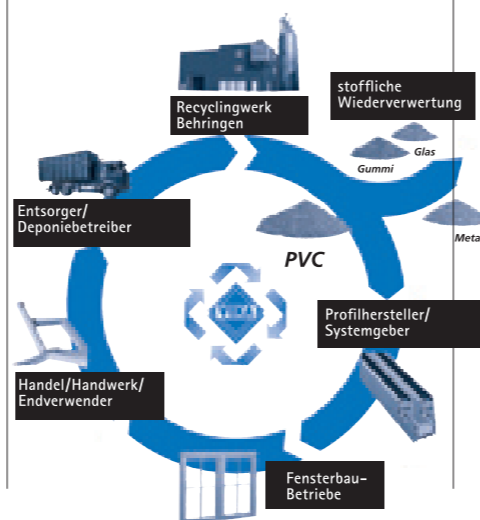 Recyclingwerk
Behringen
stoffliche
Wiederverwertung
Glas
Gummi
Entsorger/
Deponiebetreiber
Meta
PVC
Profilhersteller/
Systemgeber
Handel/Handwerk/
Endverwender
Fensterbau-
Betriebe